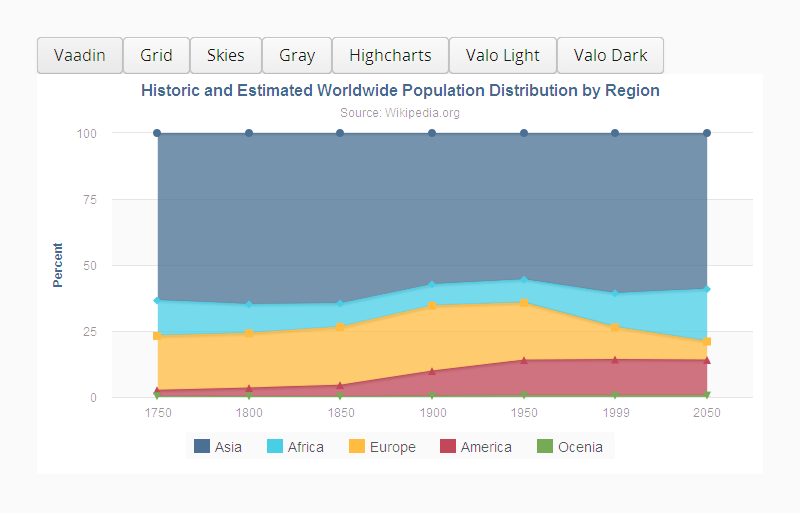 Vaadin Grid Skies Gray Highcharts Valo Light Valo Dark
Historic and Estimated Worldwide Population Distribution by Region
Source: Wikipedia.org
Percent
100
75
50
25
0
1750 1800 1850 1900 1950 1999 2050
Asia Africa Europe America Ocenia